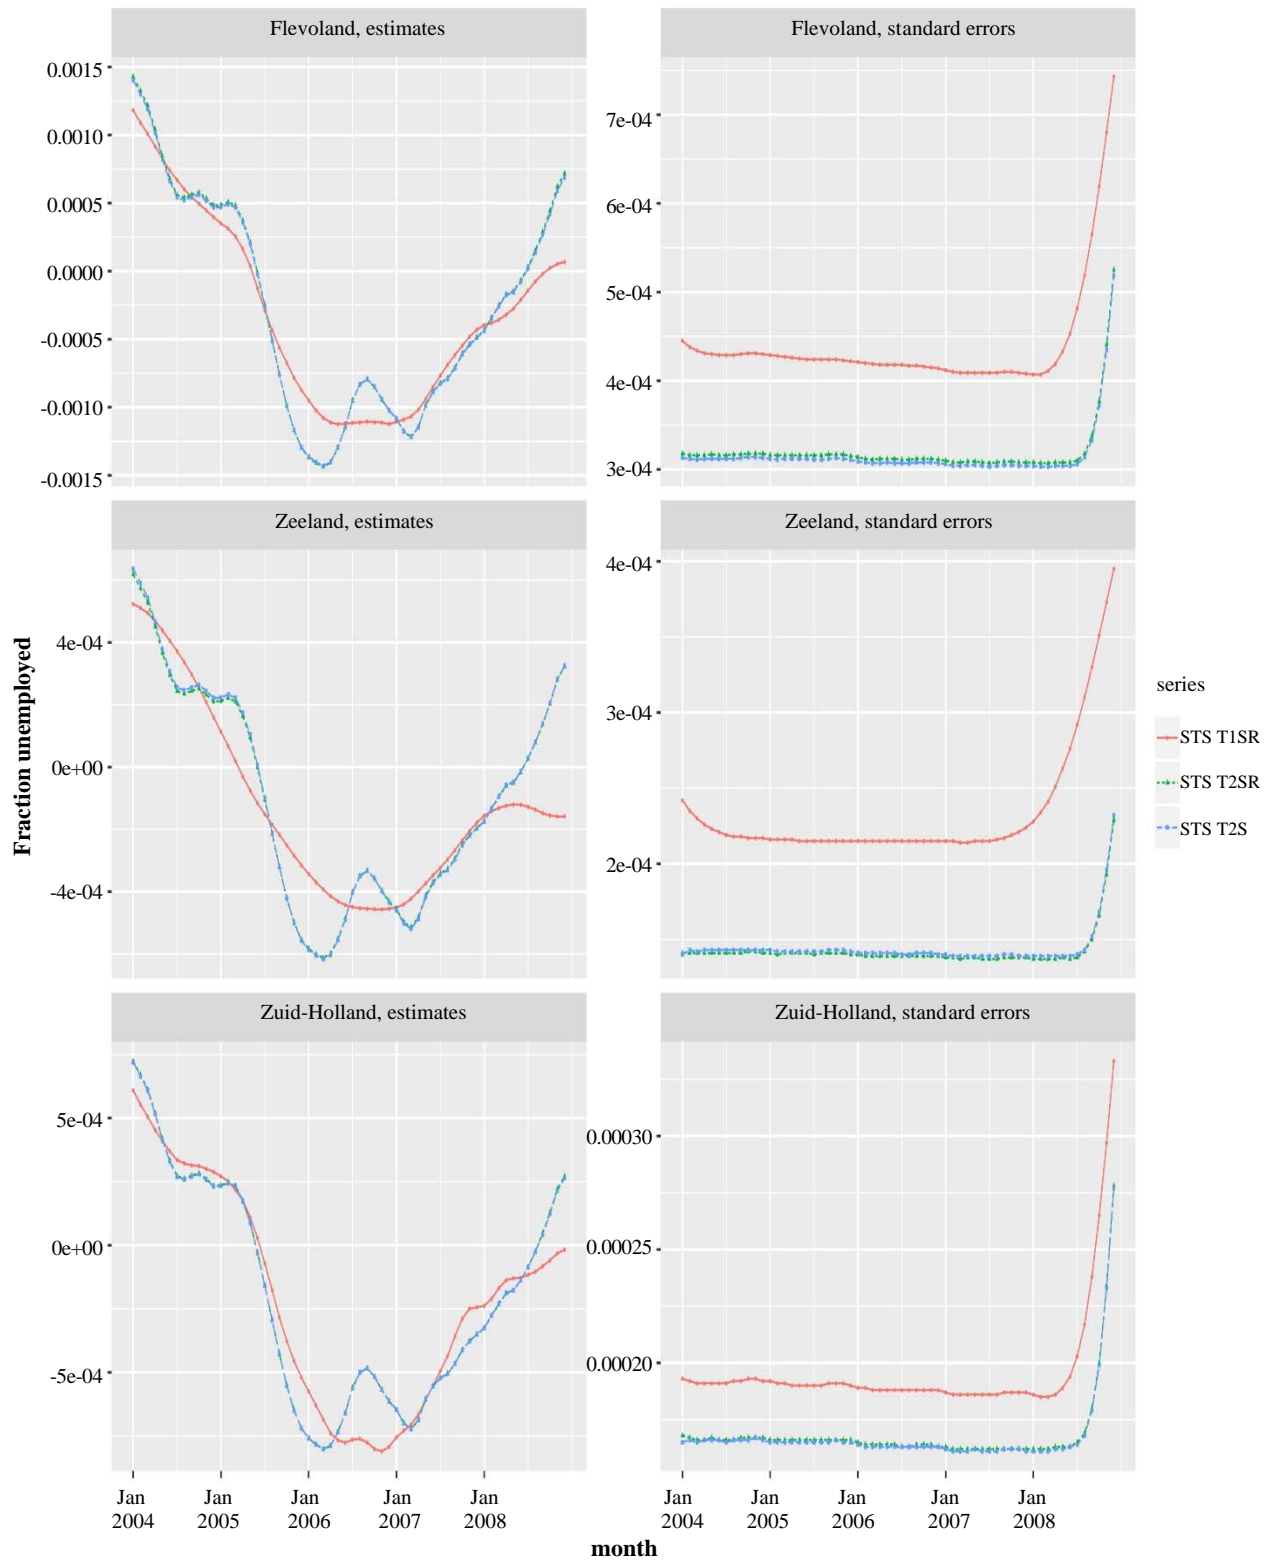 Flevoland, estimates
Flevoland, standard errors
0.0015
0.0010
0.0005
0.0000
-0.0005
-0.0010
-0.0015
7e-04
6e-04
5e-04
4e-04
3e-04
Zeeland, estimates
Zeeland, standard errors
4e-04
0e+00
-4e-04
4e-04
3e-04
2e-04
Zuid-Holland, estimates
Zuid-Holland, standard errors
5e-04
0e+00
-5e-04
0.00030
0.00025
0.00020
Fraction unemployed
series
STS T1SR
STS T2SR
STS T2S
Jan 2004
Jan 2005
Jan 2006
Jan 2007
Jan 2008
Jan 2004
Jan 2005
Jan 2006
Jan 2007
Jan 2008
month